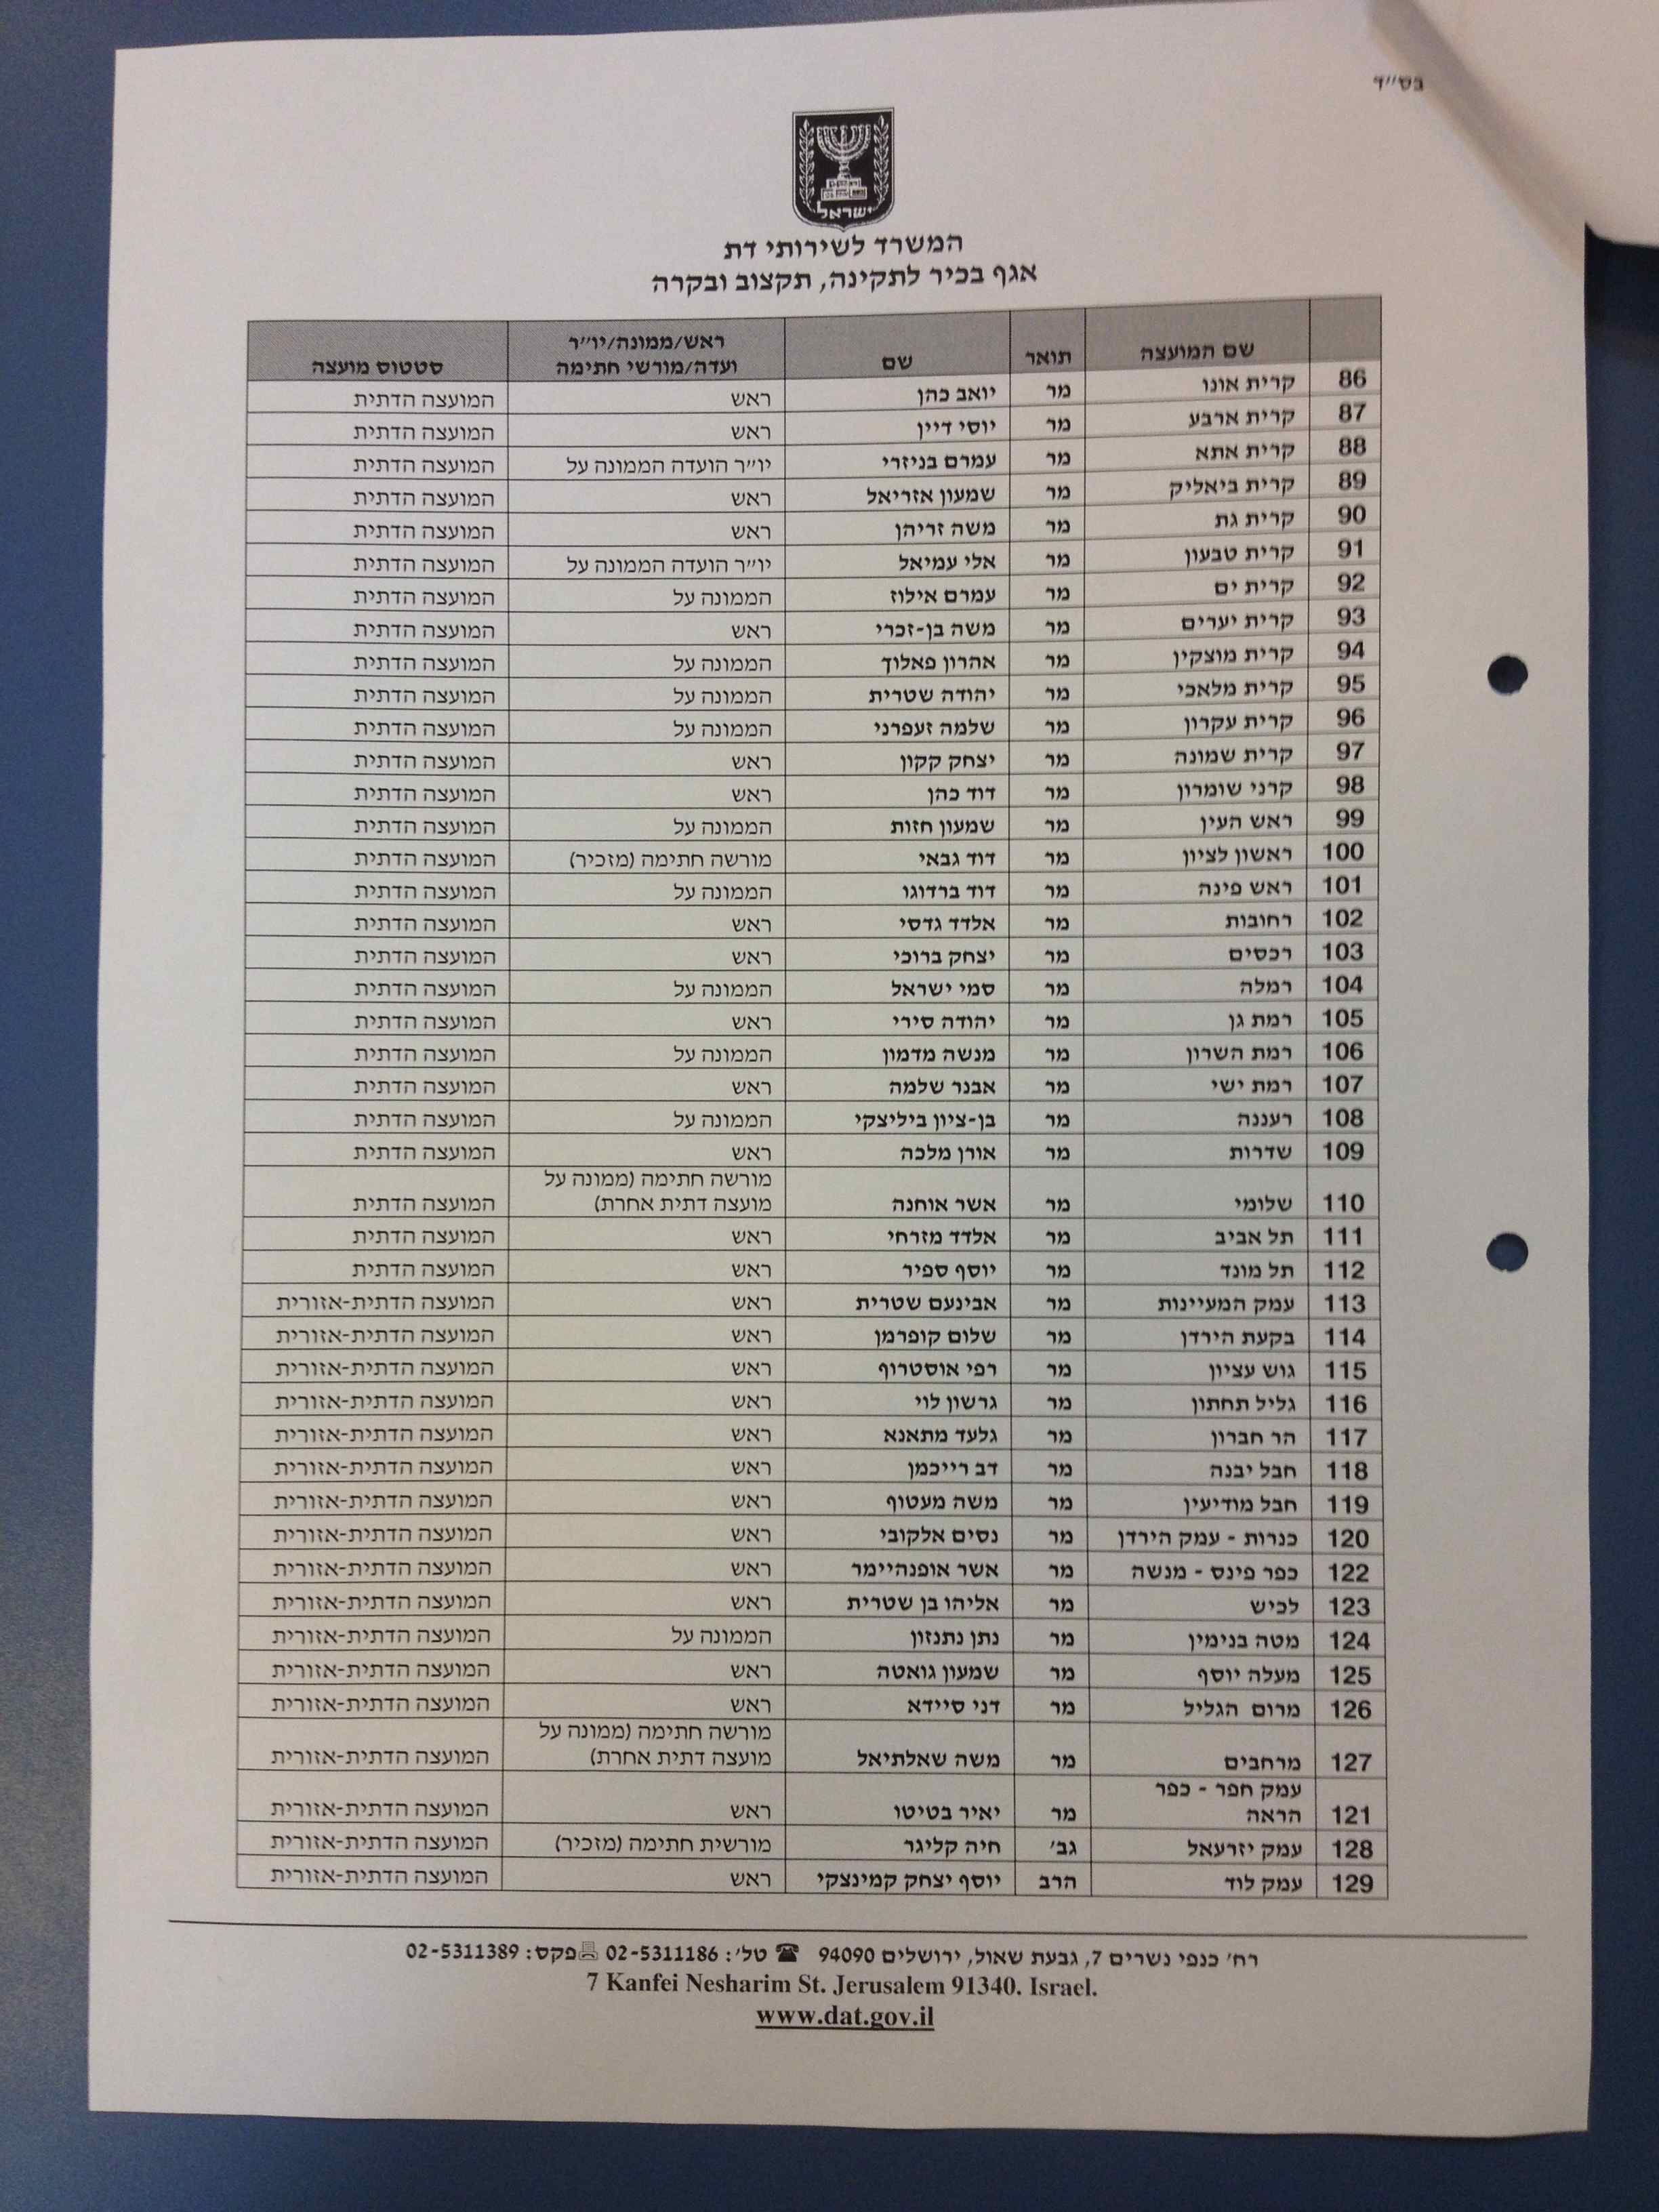 בס"ד
ישראל
המשרד לשירותי דת
אגף בכיר לתקינה, תקצוב ובקרה
שם המועצה תואר שם ראש/ממונה/יו"ר ועדה/מורשי חתימה סטטוס מועצה
86 קרית אונו מר יואב כהן ראש המועצה הדתית
87 קרית ארבע מר יוסי דיין ראש המועצה הדתית
88 קרית אתא מר עמרם בניזרי יו"ר הועדה הממונה על המועצה הדתית
89 קרית ביאליק מר שמעון אזריאל ראש המועצה הדתית
90 קרית גת מר משה זריהן ראש המועצה הדתית
91 קרית טבעון מר אלי עמיאל יו"ר הועדה הממונה על המועצה הדתית
92 קרית ים מר עמרם אילוז הממונה על המועצה הדתית
93 קרית יערים מר משה בן-זכרי ראש המועצה הדתית
94 קרית מוצקין מר אהרון פאלוך הממונה על המועצה הדתית
95 קרית מלאכי מר יהודה שטרית הממונה על המועצה הדתית
96 קרית עקרון מר שלמה זעפרני הממונה על המועצה הדתית
97 קרית שמונה מר יצחק קקון ראש המועצה הדתית
98 קרני שומרון מר דוד כהן ראש המועצה הדתית
99 ראש העין מר שמעון חזות הממונה על המועצה הדתית
100 ראשון לציון מר דוד גבאי מורשה חתימה (מזכיר) המועצה הדתית
101 ראש פינה מר דוד ברדוגו הממונה על המועצה הדתית
102 רחובות מר אלדד גדסי ראש המועצה הדתית
103 רכסים מר יצחק ברוכי ראש המועצה הדתית
104 רמלה מר סמי ישראל הממונה על המועצה הדתית
105 רמת גן מר יהודה סירי ראש המועצה הדתית
106 רמת השרון מר מנשה מדמון הממונה על המועצה הדתית
107 רמת ישי מר אבנר שלמה ראש המועצה הדתית
108 רעננה מר בן-ציון ביליצקי הממונה על המועצה הדתית
109 שדרות מר אורן מלכה ראש המועצה הדתית
110 שלומי מר אשר אוחנה מורשה חתימה (ממונה על מועצה דתית אחרת) המועצה הדתית
111 תל אביב מר אלדד מזרחי ראש המועצה הדתית
112 תל מונד מר יוסף ספיר ראש המועצה הדתית
113 עמק המעיינות מר אבינעם שטרית ראש המועצה הדתית-אזורית
114 בקעת הירדן מר שלום קופרמן ראש המועצה הדתית-אזורית
115 גוש עציון מר רפי אוסטרוף ראש המועצה הדתית-אזורית
116 גליל תחתון מר גרשון לוי ראש המועצה הדתית-אזורית
117 הר חברון מר גלעד מתאנא ראש המועצה הדתית-אזורית
118 חבל יבנה מר דב רייכמן ראש המועצה הדתית-אזורית
119 חבל מודיעין מר משה מעטוף ראש המועצה הדתית-אזורית
120 כנרות - עמק הירדן מר נסים אלקובי ראש המועצה הדתית-אזורית
122 כפר פינס - מנשה מר אשר אופנהיימר ראש המועצה הדתית-אזורית
123 לכיש מר אליהו בן שטרית ראש המועצה הדתית-אזורית
124 מטה בנימין מר נתן נתנזון הממונה על המועצה הדתית-אזורית
125 מעלה יוסף מר שמעון גואטה ראש המועצה הדתית-אזורית
126 מרום הגליל מר דני סיידא ראש המועצה הדתית-אזורית
127 מרחבים מר משה שאלתיאל מורשה חתימה (ממונה על מועצה דתית אחרת) המועצה הדתית-אזורית
121 עמק חפר - כפר הראה מר יאיר בטיטו ראש המועצה הדתית-אזורית
128 עמק יזרעאל גב' חיה קליגר מורשית חתימה (מזכיר) המועצה הדתית-אזורית
129 עמק לוד הרב יוסף יצחק קמינצקי ראש המועצה הדתית-אזורית
רח' כנפי נשרים 7, גבעת שאול, ירושלים 94090 טל': 02-5311186 פקס: 02-5311389
7 Kanfei Nesharim St. Jerusalem 91340. Israel.
www.dat.gov.il